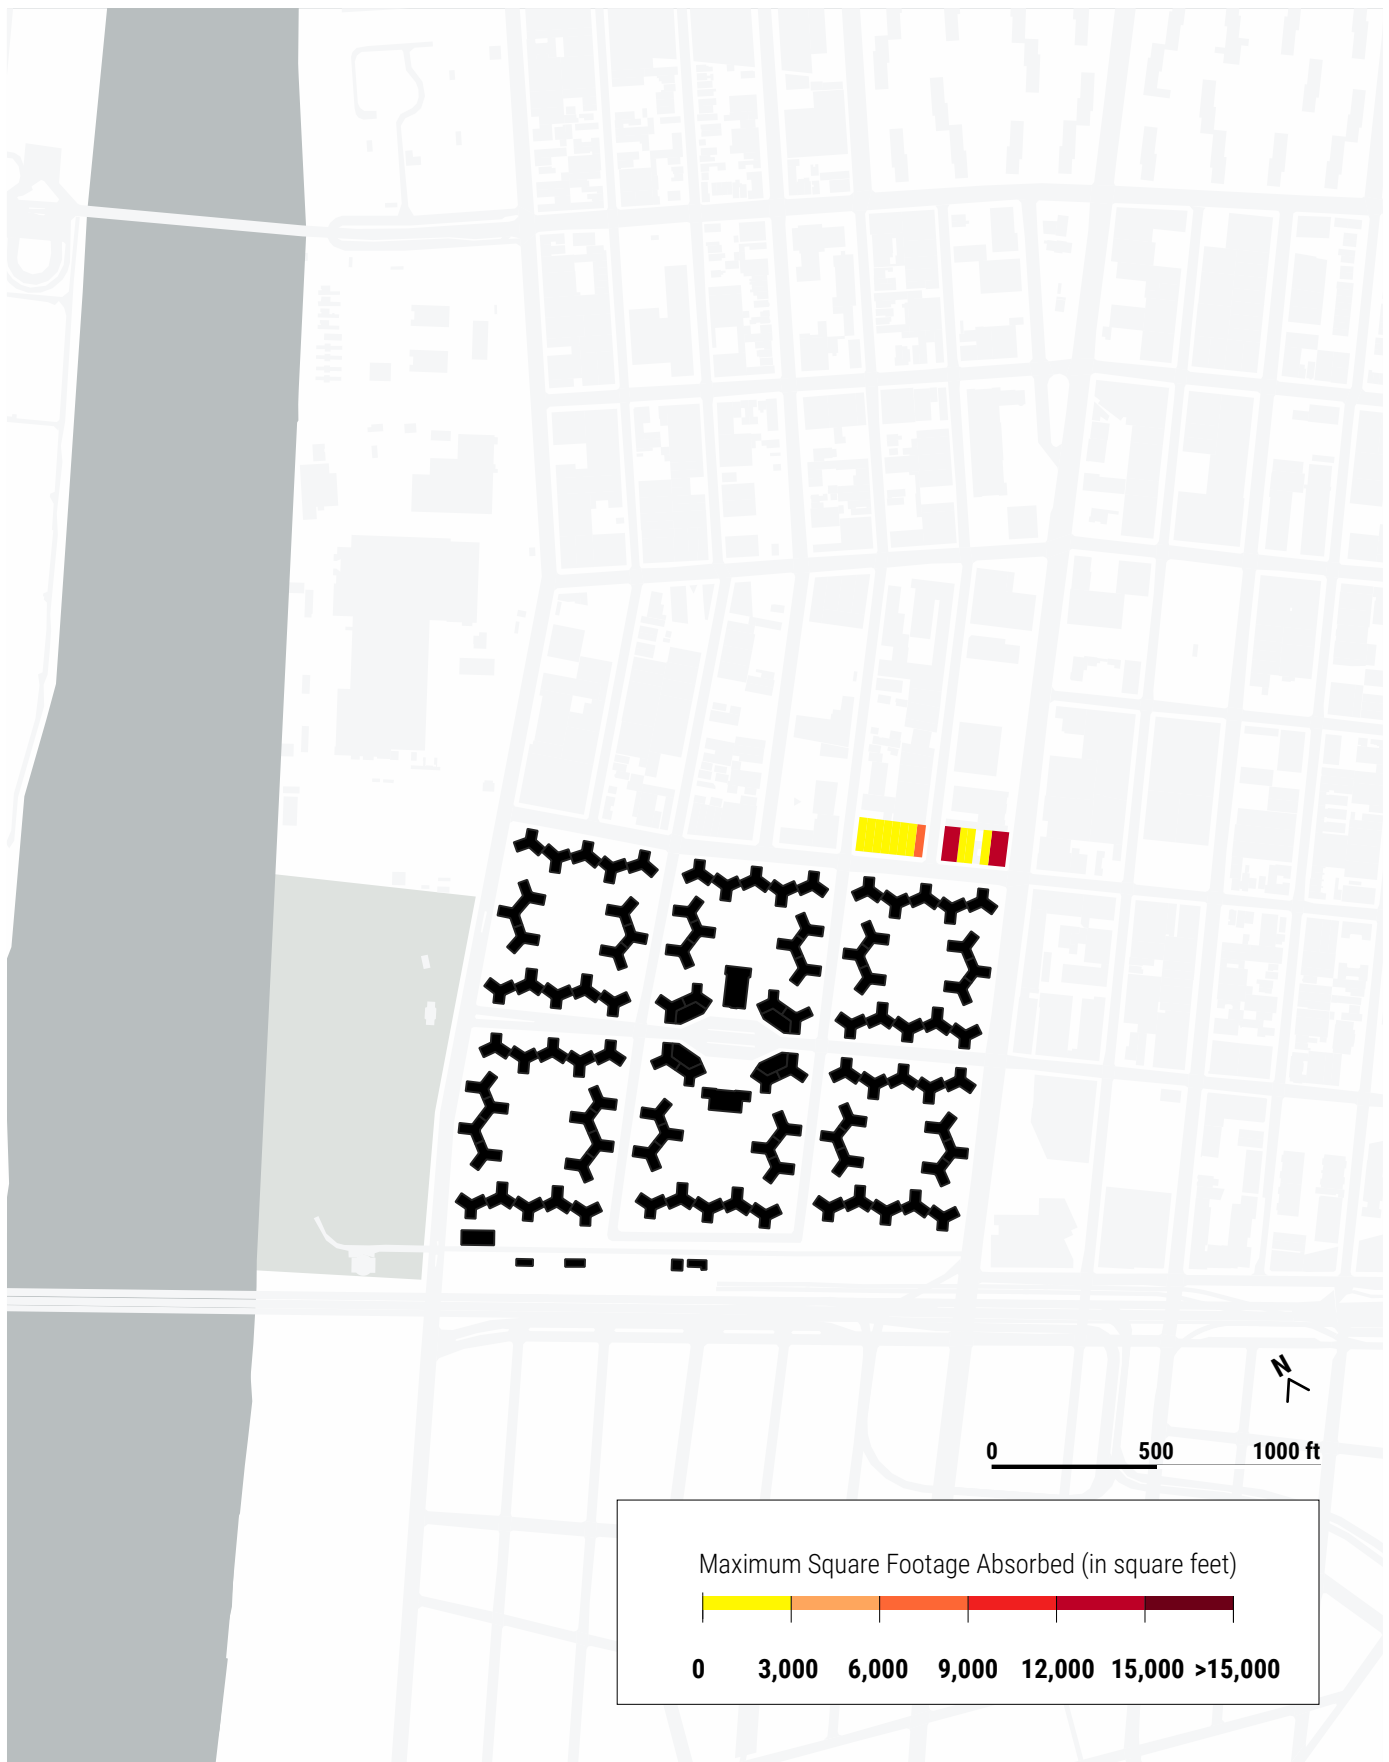 N
0 500 1000 ft
Maximum Square Footage Absorbed (in square feet)
0 3,000 6,000 9,000 12,000 15,000 >15,000